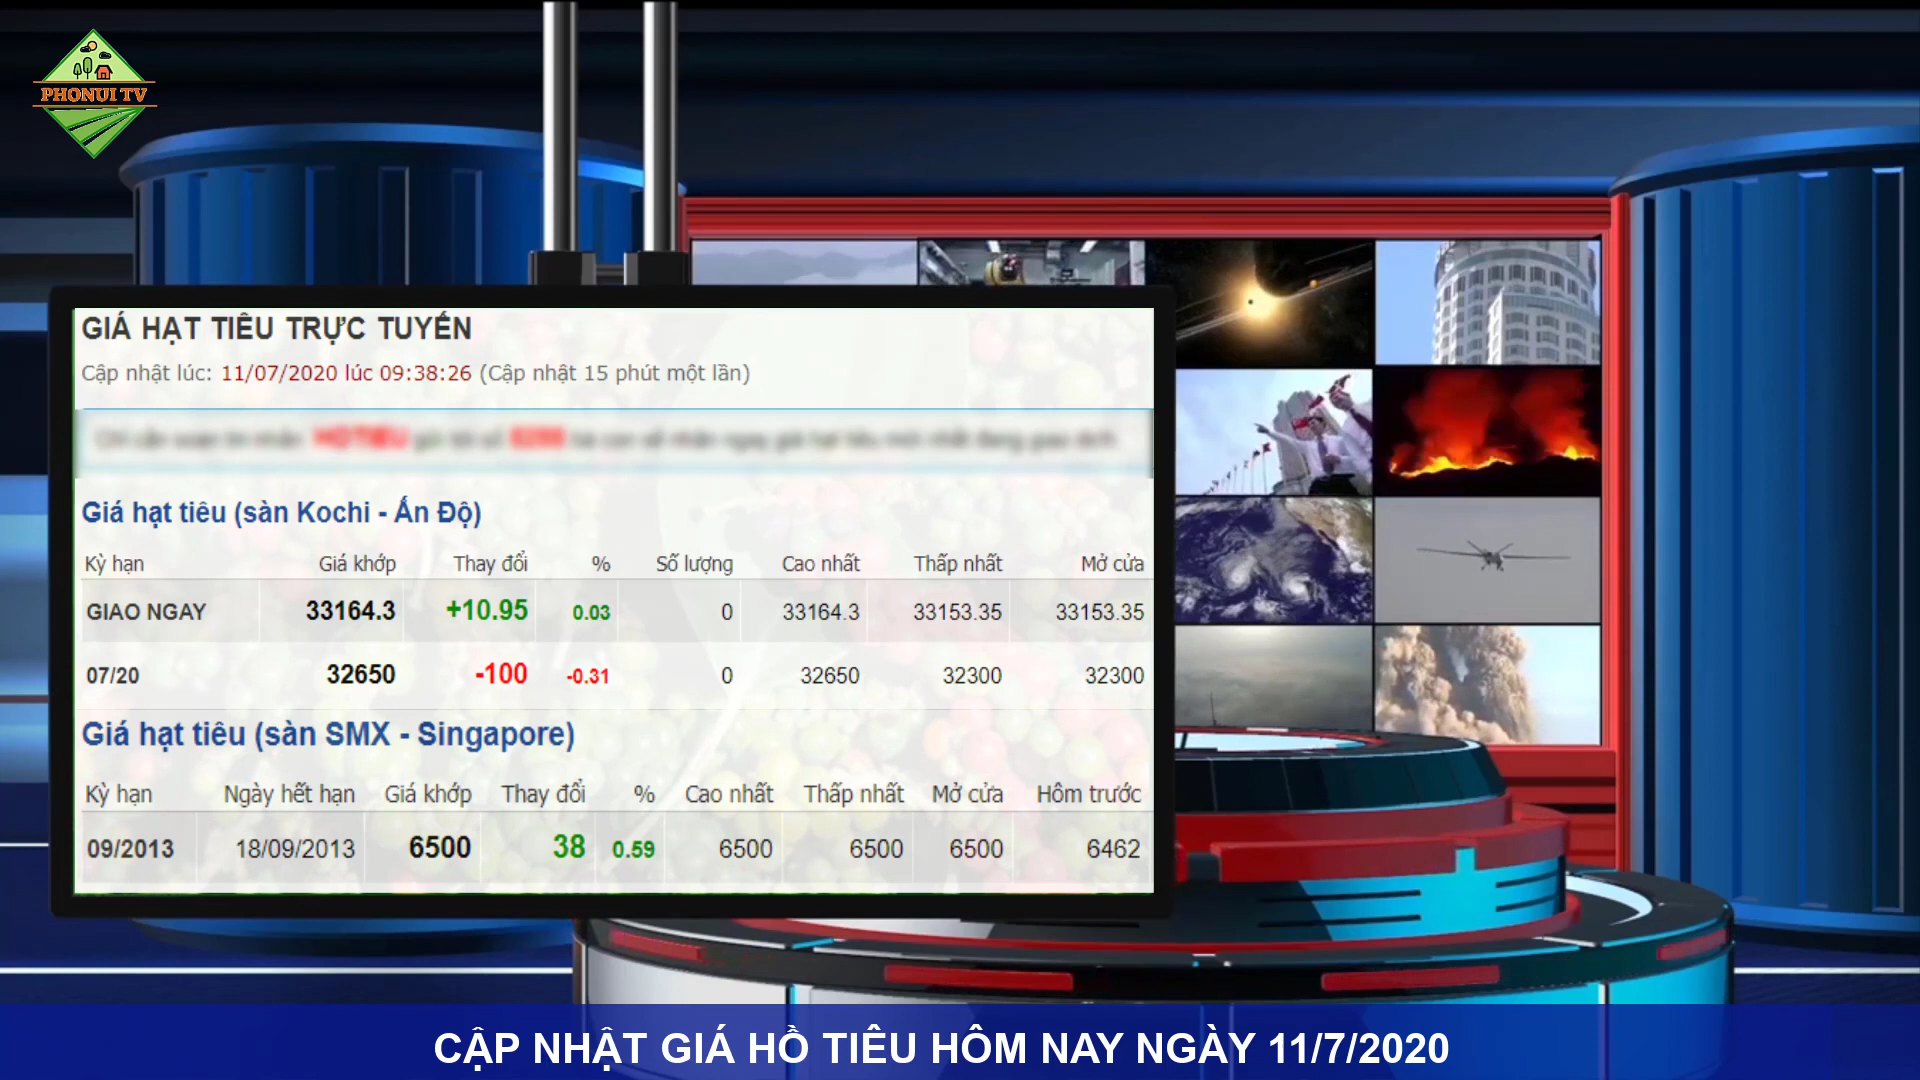 PHONUI TV
GIÁ HẠT TIÊU TRỰC TUYẾN
Cập nhật lúc: 11/07/2020 lúc 09:38:26 (Cập nhật 15 phút một lần)
Giá hạt tiêu (sàn Kochi - Ấn Độ)
Kỳ hạn Giá khớp Thay đổi % Số lượng Cao nhất Thấp nhất Mở cửa
GIAO NGAY 33164.3 +10.95 0.03 0 33164.3 33153.35 33153.35
07/20 32650 -100 -0.31 0 32650 32300 32300
Giá hạt tiêu (sàn SMX - Singapore)
Kỳ hạn Ngày hết hạn Giá khớp Thay đổi % Cao nhất Thấp nhất Mở cửa Hôm trước
09/2013 18/09/2013 6500 38 0.59 6500 6500 6500 6462
CẬP NHẬT GIÁ HỒ TIÊU HÔM NAY NGÀY 11/7/2020